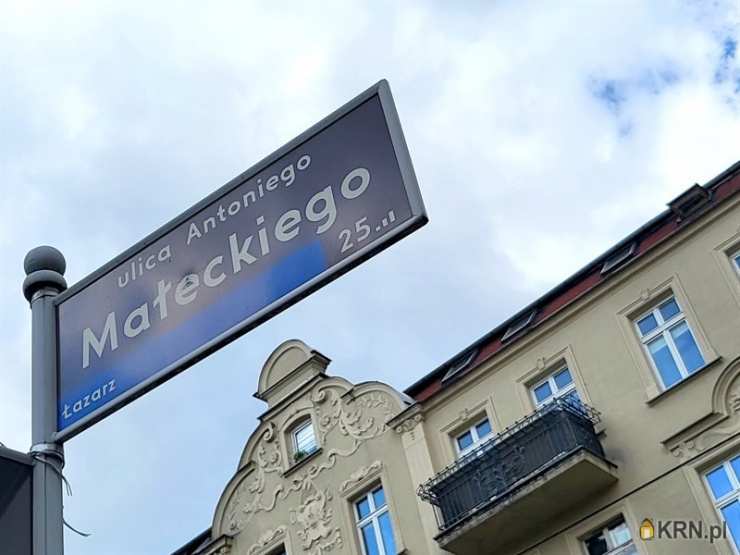 ulica Antoniego
Małeckiego
25
Łazarz
KRN.pl